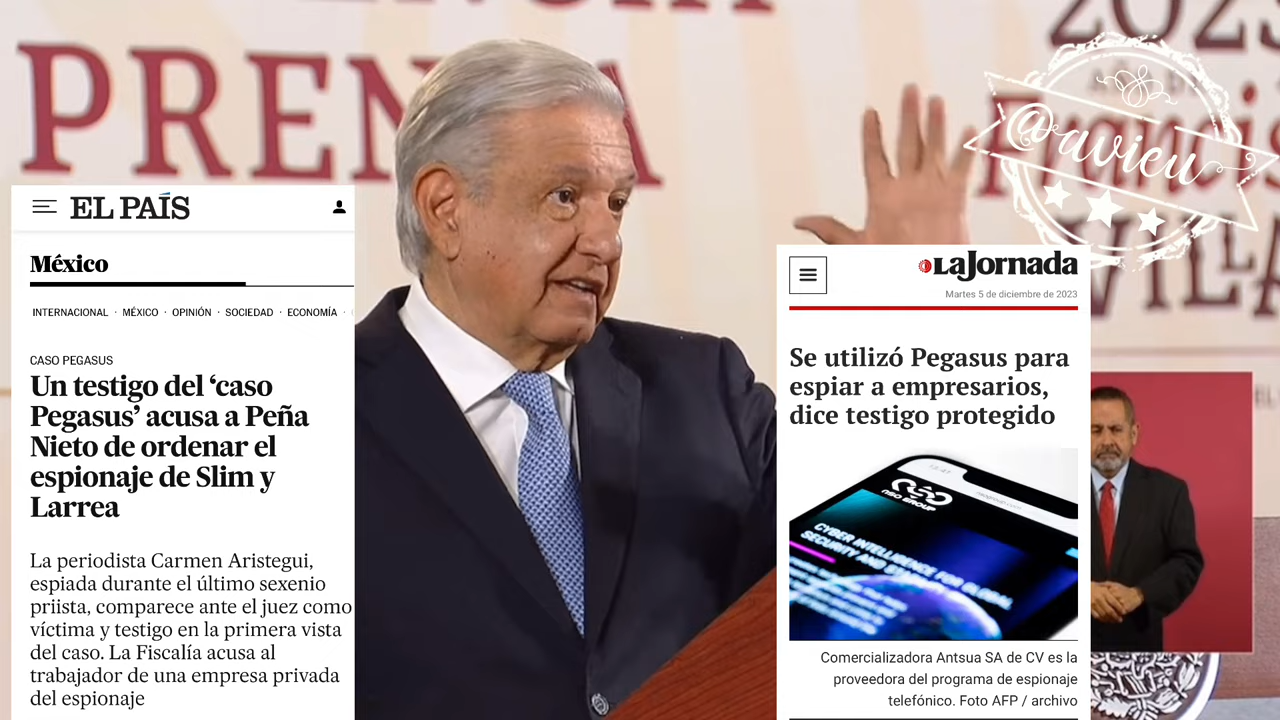 PRENSA
2023
@avieu
EL PAÍS
México
INTERNACIONAL · MÉXICO · OPINIÓN · SOCIEDAD · ECONOMÍA ·
CASO PEGASUS
Un testigo del ‘caso
Pegasus’ acusa a Peña
Nieto de ordenar el
espionaje de Slim y
Larrea
La periodista Carmen Aristegui,
espiada durante el último sexenio
priista, comparece ante el juez como
víctima y testigo en la primera vista
del caso. La Fiscalía acusa al
trabajador de una empresa privada
del espionaje
La Jornada
Martes 5 de diciembre de 2023
Se utilizó Pegasus para
espiar a empresarios,
dice testigo protegido
NSO GROUP
CYBER INTELLIGENCE FOR GLOBAL
SECURITY AND
Comercializadora Antsua SA de CV es la
proveedora del programa de espionaje
telefónico. Foto AFP / archivo